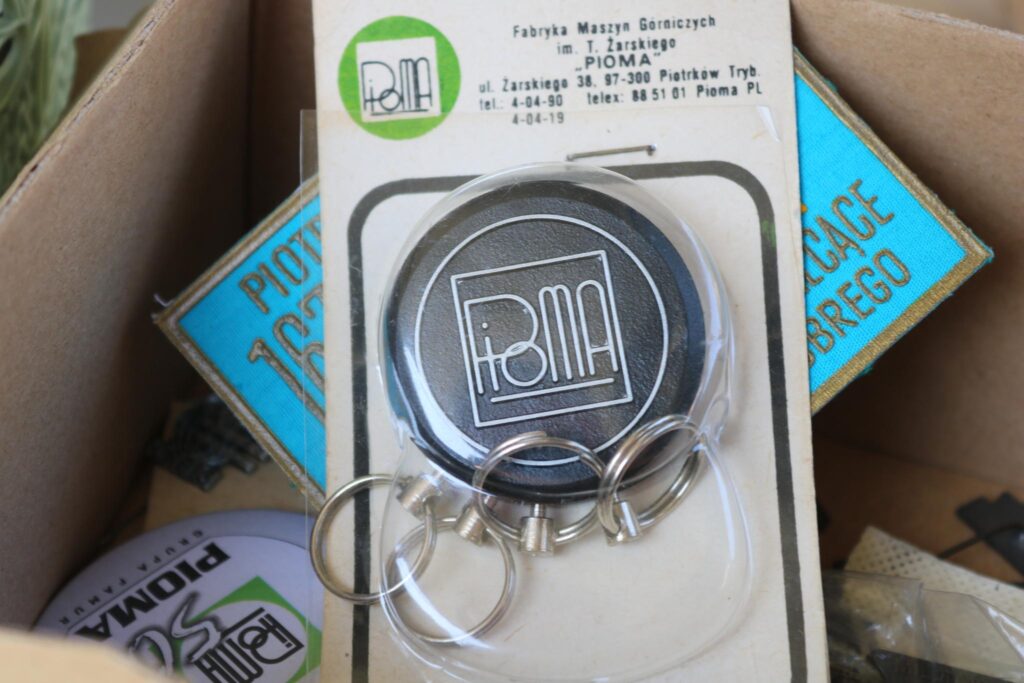 PIOMA
Fabryka Maszyn Górniczych
im. T. Żarskiego
„PIOMA"
ul. Żarskiego 38, 97-300 Piotrków Tryb.
tel.: 4-04-90 telex: 88 51 01 Pioma PL
4-04-19
PIOMA
PIOMA
GRUPA FAMUR
PIOMA